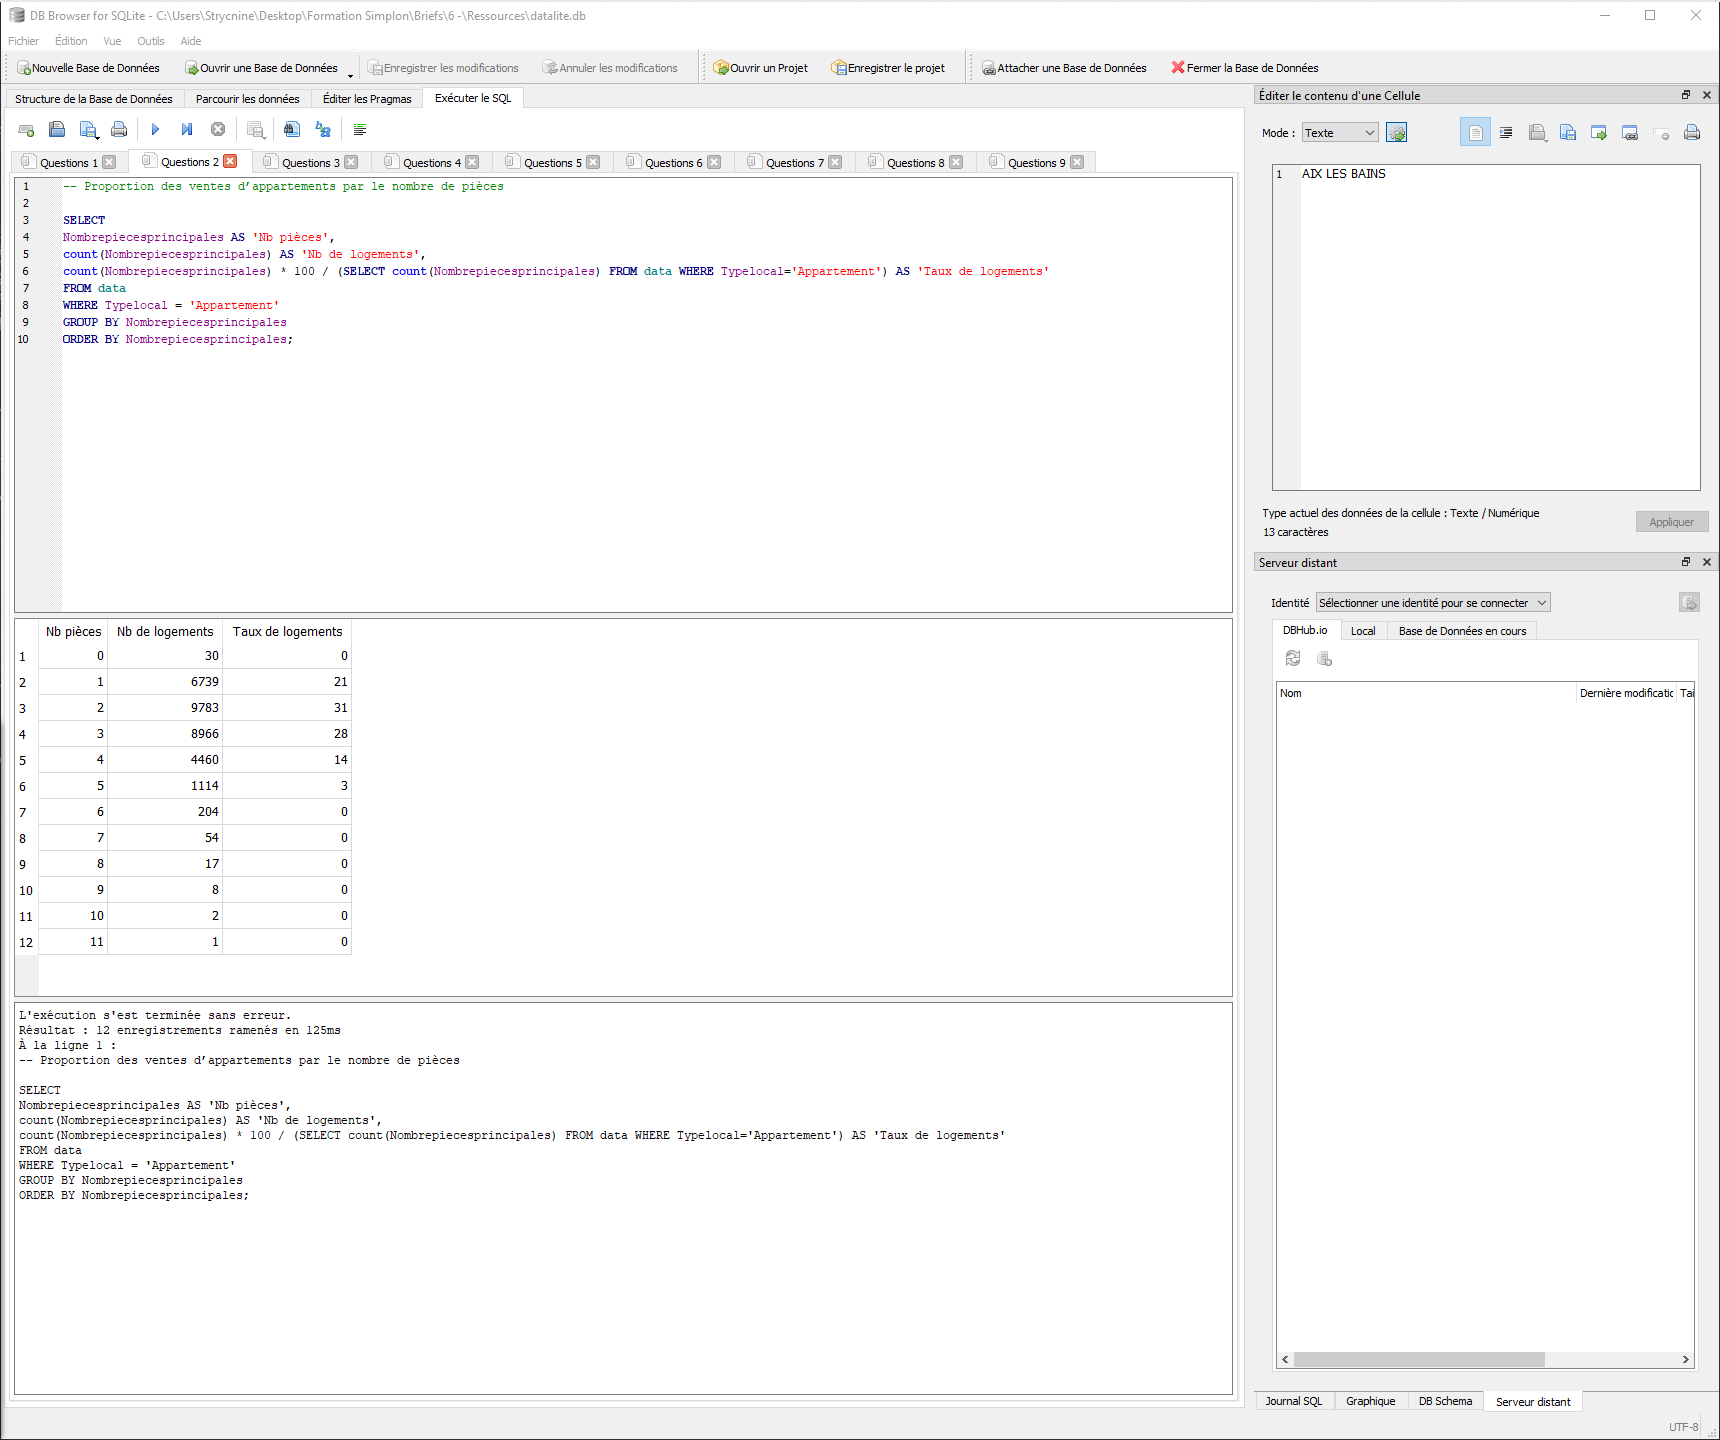 DB Browser for SQLite - C:\Users\Strycnine\Desktop\Formation Simplon\Briefs\6 -\Ressources\datalite.db
Fichier Édition Vue Outils Aide
Nouvelle Base de Données Ouvrir une Base de Données Enregistrer les modifications Annuler les modifications Ouvrir un Projet Enregistrer le projet Attacher une Base de Données Fermer la Base de Données
Structure de la Base de Données Parcourir les données Éditer les Pragmas Exécuter le SQL
Questions 1 Questions 2 Questions 3 Questions 4 Questions 5 Questions 6 Questions 7 Questions 8 Questions 9
1 -- Proportion des ventes d’appartements par le nombre de pièces
2
3 SELECT
4 Nombrepiecesprincipales AS 'Nb pièces',
5 count(Nombrepiecesprincipales) AS 'Nb de logements',
6 count(Nombrepiecesprincipales) * 100 / (SELECT count(Nombrepiecesprincipales) FROM data WHERE Typelocal='Appartement') AS 'Taux de logements'
7 FROM data
8 WHERE Typelocal = 'Appartement'
9 GROUP BY Nombrepiecesprincipales
10 ORDER BY Nombrepiecesprincipales;
Nb pièces Nb de logements Taux de logements
1 0 30 0
2 1 6739 21
3 2 9783 31
4 3 8966 28
5 4 4460 14
6 5 1114 3
7 6 204 0
8 7 54 0
9 8 17 0
10 9 8 0
11 10 2 0
12 11 1 0
L'exécution s'est terminée sans erreur.
Résultat : 12 enregistrements ramenés en 125ms
À la ligne 1 :
-- Proportion des ventes d’appartements par le nombre de pièces
SELECT
Nombrepiecesprincipales AS 'Nb pièces',
count(Nombrepiecesprincipales) AS 'Nb de logements',
count(Nombrepiecesprincipales) * 100 / (SELECT count(Nombrepiecesprincipales) FROM data WHERE Typelocal='Appartement') AS 'Taux de logements'
FROM data
WHERE Typelocal = 'Appartement'
GROUP BY Nombrepiecesprincipales
ORDER BY Nombrepiecesprincipales;
Éditer le contenu d'une Cellule
Mode : Texte
1 AIX LES BAINS
Type actuel des données de la cellule : Texte / Numérique
13 caractères
Appliquer
Serveur distant
Identité Sélectionner une identité pour se connecter
DBHub.io Local Base de Données en cours
Nom Dernière modificatic Tai
Journal SQL Graphique DB Schema Serveur distant
UTF-8